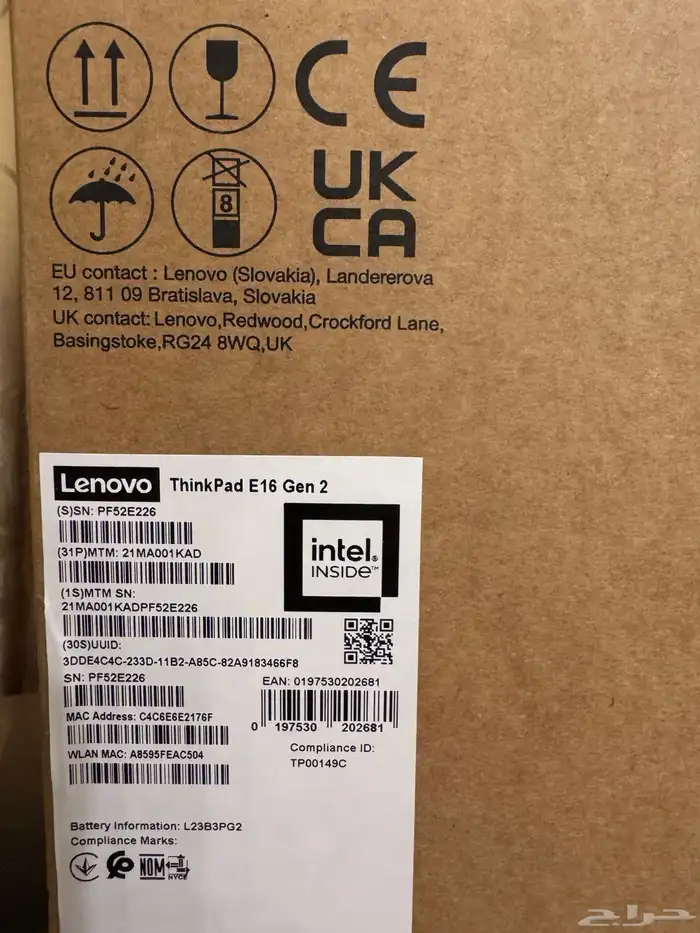 CE
UK
CA
8
EU contact : Lenovo (Slovakia), Landererova
12, 811 09 Bratislava, Slovakia
UK contact: Lenovo,Redwood,Crockford Lane,
Basingstoke,RG24 8WQ,UK
Lenovo ThinkPad E16 Gen 2
(S)SN: PF52E226
(31P)MTM: 21MA001KAD
intel.
INSIDE™
(1S)MTM SN:
21MA001KADPF52E226
(30S)UUID:
3DDE4C4C-233D-11B2-A85C-82A9183466F8
SN: PF52E226
EAN: 0197530202681
0 197530 202681
MAC Address: C4C6E6E2176F
WLAN MAC: A8595FEAC504
Compliance ID:
TP00149C
Battery Information: L23B3PG2
Compliance Marks:
NOM
NYCE
حراج